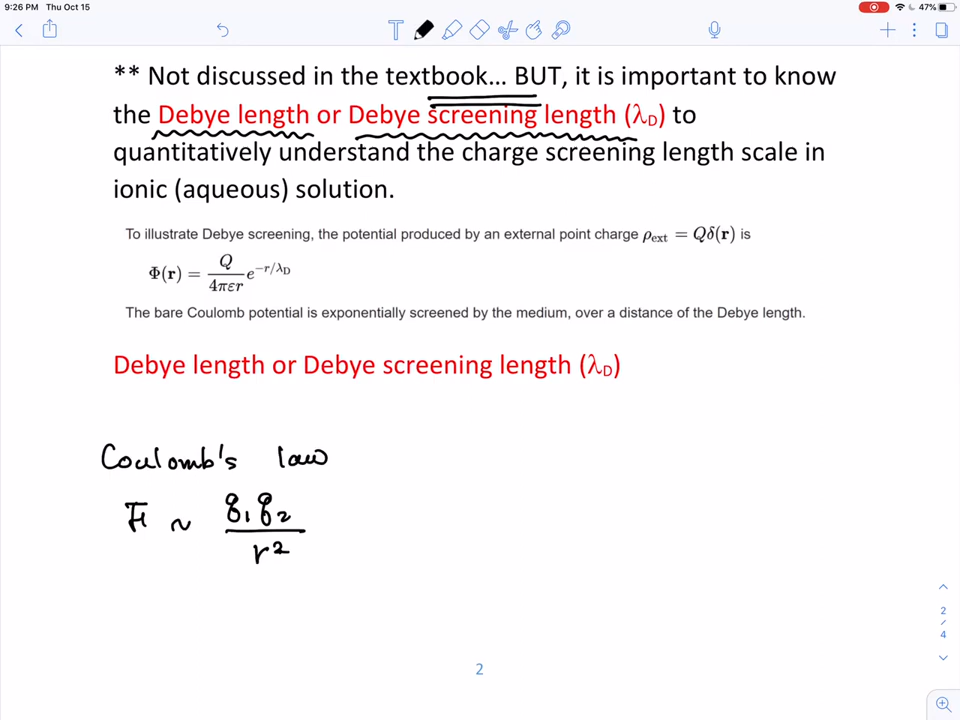 9:26 PM Thu Oct 15
47%
** Not discussed in the textbook... BUT, it is important to know
the Debye length or Debye screening length (λD) to
quantitatively understand the charge screening length scale in
ionic (aqueous) solution.
To illustrate Debye screening, the potential produced by an external point charge ρext = Qδ(r) is
Φ(r) = Q/4πεr e^−r/λD
The bare Coulomb potential is exponentially screened by the medium, over a distance of the Debye length.
Debye length or Debye screening length (λD)
Coulomb's law
F ~ q1q2/r²
2
/
4
2